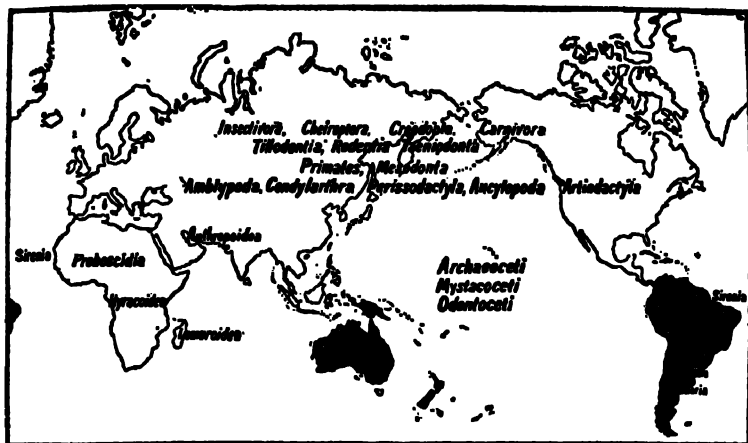 Insectivora, Cheiroptera, Creodonta, Carnivora
Tillodontia, Rodentia Taeniodonta
Primates, Mesodonta
Amblypoda, Condylarthra Perissodactyla, Ancylopoda Artiodactyla
Anthropoidea
Sirenia Proboscidia
Archaeoceti
Mystacoceti
Odontoceti
Hyracoidea
Sirenia
Lemuroidea